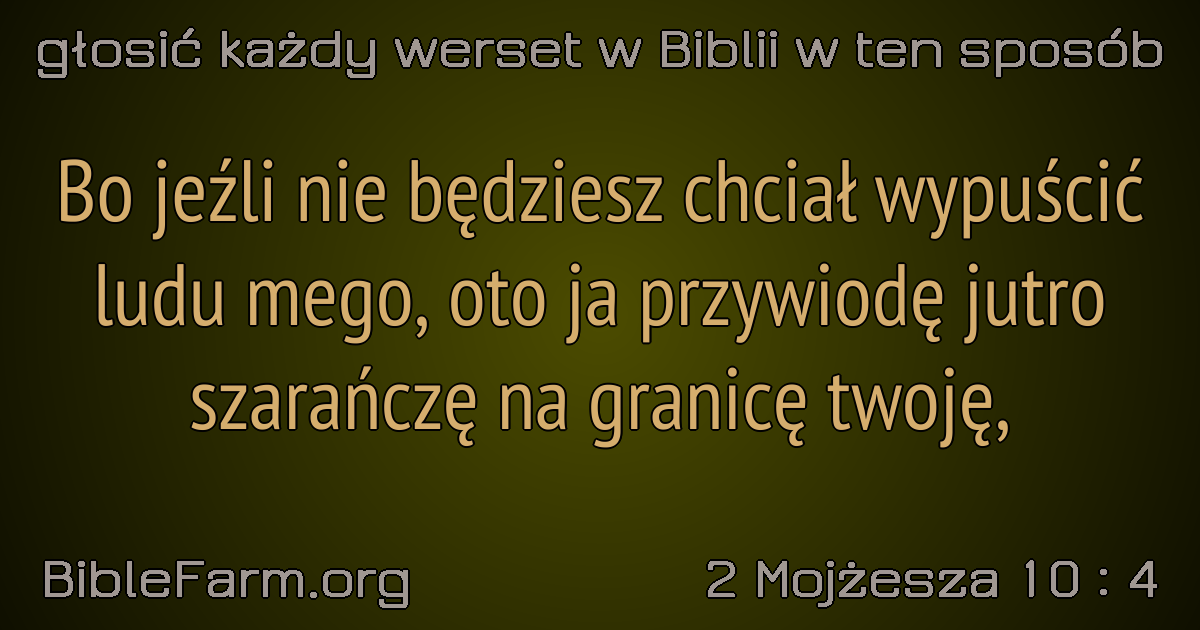 głosić każdy werset w Biblii w ten sposób
Bo jeźli nie będziesz chciał wypuścić
ludu mego, oto ja przywiodę jutro
szarańczę na granicę twoję,
BibleFarm.org
2 Mojżesza 10 : 4